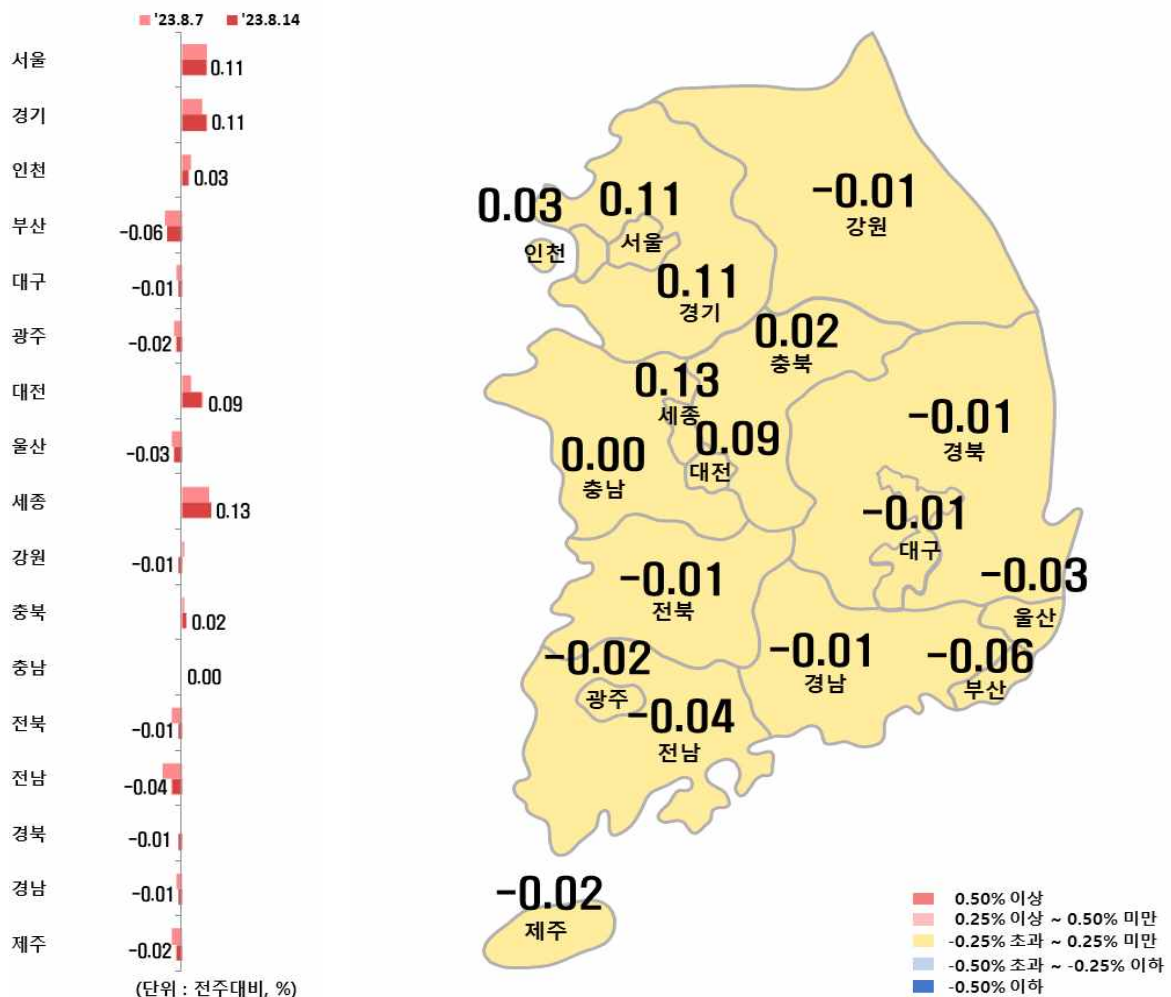 '23.8.7 '23.8.14
서울 0.11
경기 0.11
인천 0.03
부산 -0.06
대구 -0.01
광주 -0.02
대전 0.09
울산 -0.03
세종 0.13
강원 -0.01
충북 0.02
충남 0.00
전북 -0.01
전남 -0.04
경북 -0.01
경남 -0.01
제주 -0.02
(단위 : 전주대비, %)
-0.01
강원
0.03
인천
0.11
서울
0.11
경기
0.02
충북
0.13
세종
0.09
대전
0.00
충남
-0.01
경북
-0.01
대구
-0.03
울산
-0.01
전북
-0.01
경남
-0.06
부산
-0.02
광주
-0.04
전남
-0.02
제주
0.50% 이상
0.25% 이상 ~ 0.50% 미만
-0.25% 초과 ~ 0.25% 미만
-0.50% 초과 ~ -0.25% 이하
-0.50% 이하